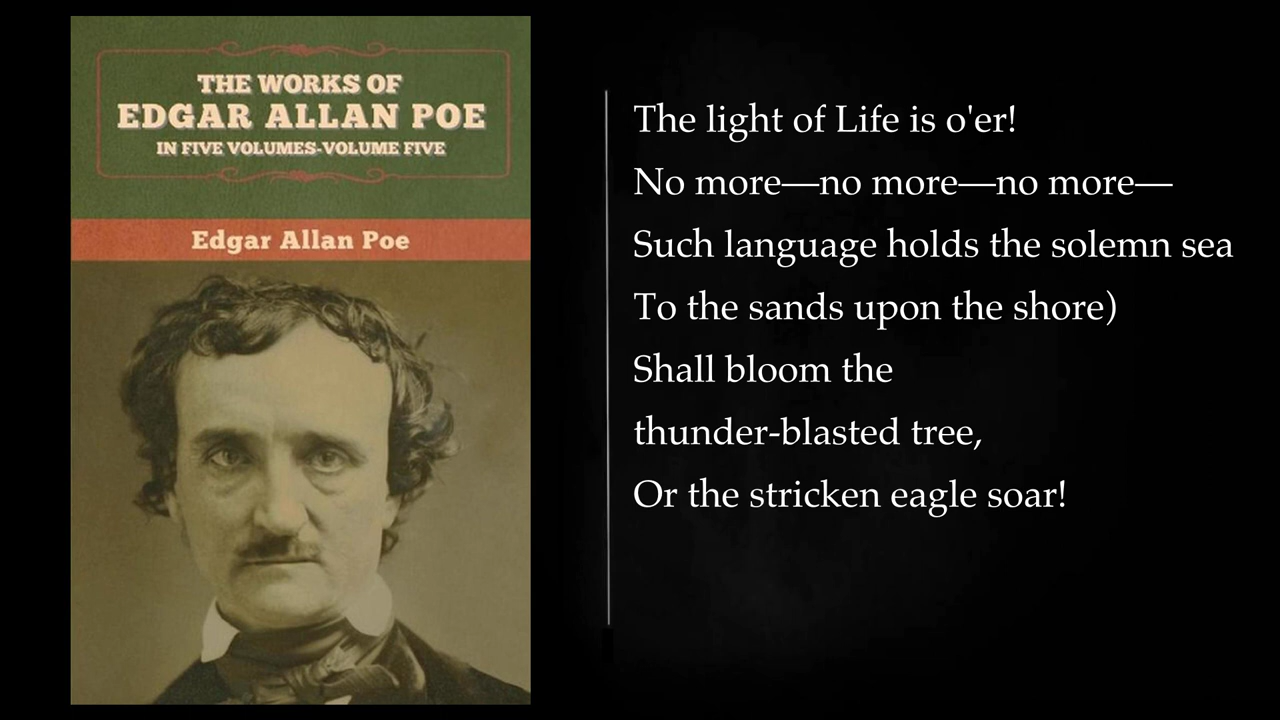 THE WORKS OF
EDGAR ALLAN POE
IN FIVE VOLUMES-VOLUME FIVE
Edgar Allan Poe
The light of Life is o'er!
No more—no more—no more—
Such language holds the solemn sea
To the sands upon the shore)
Shall bloom the
thunder-blasted tree,
Or the stricken eagle soar!